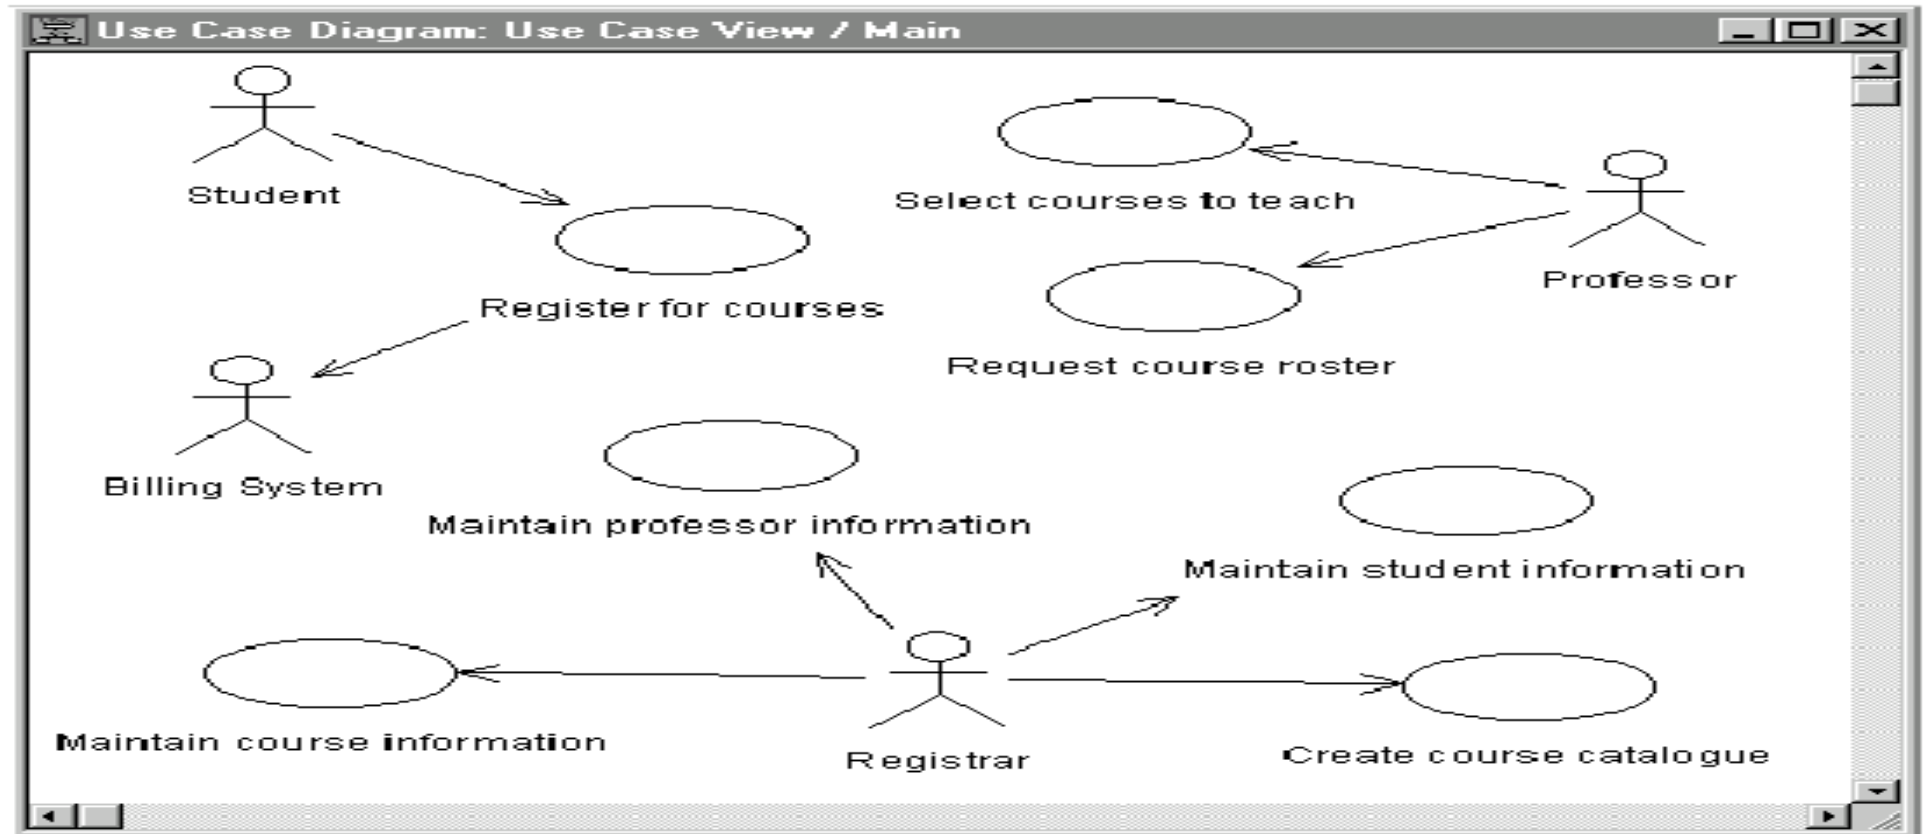 Use Case Diagram: Use Case View / Main
Student
Select courses to teach
Professor
Register for courses
Request course roster
Billing System
Maintain professor information
Maintain student information
Maintain course information
Registrar
Create course catalogue